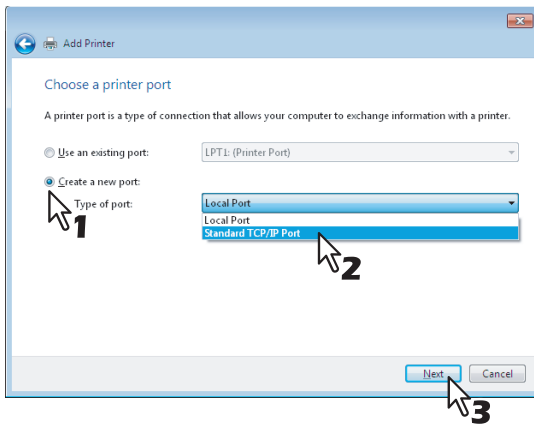 Add Printer
Choose a printer port
A printer port is a type of connection that allows your computer to exchange information with a printer.
Use an existing port: LPT1: (Printer Port)
Create a new port:
1
Type of port: Local Port
Local Port
Standard TCP/IP Port
2
Next Cancel
3